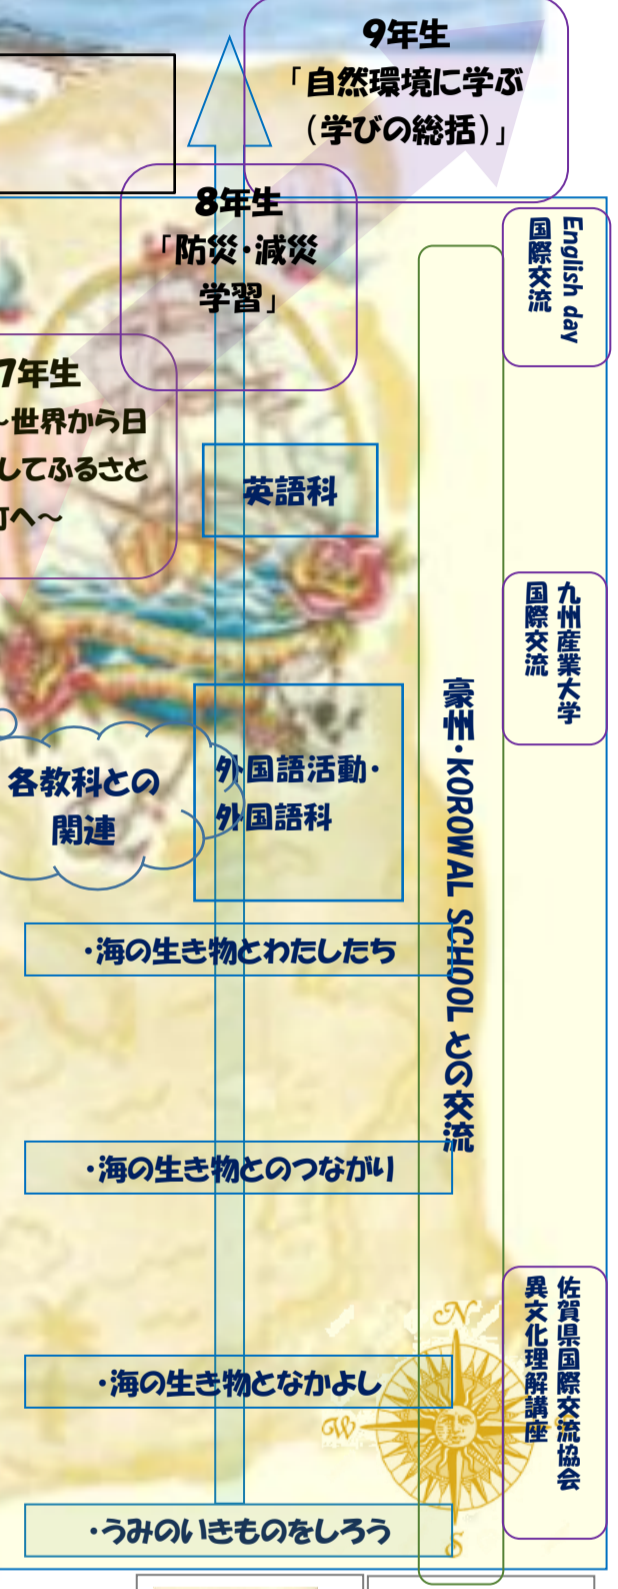 9年生
「自然環境に学ぶ
（学びの総括）」
8年生
「防災・減災
学習」
7年生
～世界から日
してふるさと
町へ～
English day
国際交流
英語科
九州産業大学
国際交流
各教科との
関連
外国語活動・
外国語科
豪州・KOROWAL SCHOOL との交流
・海の生き物とわたしたち
・海の生き物とのつながり
・海の生き物となかよし
・うみのいきものをしろう
佐賀県国際交流協会
異文化理解講座
N
W
S